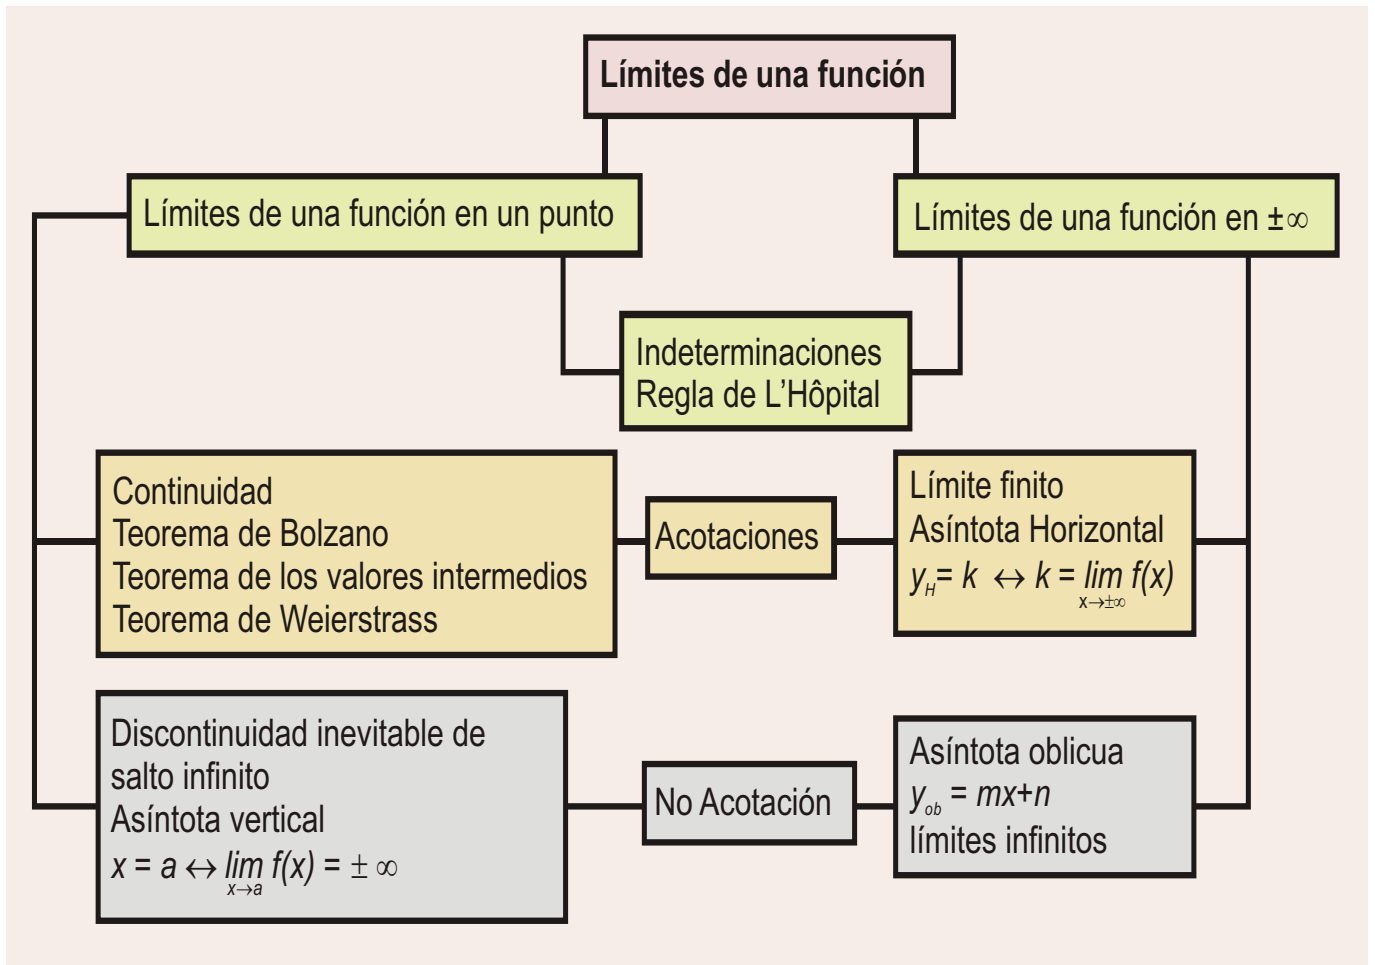 Límites de una función
Límites de una función en un punto
Límites de una función en ±∞
Indeterminaciones
Regla de L’Hôpital
Continuidad
Teorema de Bolzano
Teorema de los valores intermedios
Teorema de Weierstrass
Acotaciones
Límite finito
Asíntota Horizontal
y_H = k ↔ k = lim f(x)
x→±∞
Discontinuidad inevitable de
salto infinito
Asíntota vertical
x = a ↔ lim f(x) = ± ∞
x→a
No Acotación
Asíntota oblicua
y_ob = mx+n
límites infinitos